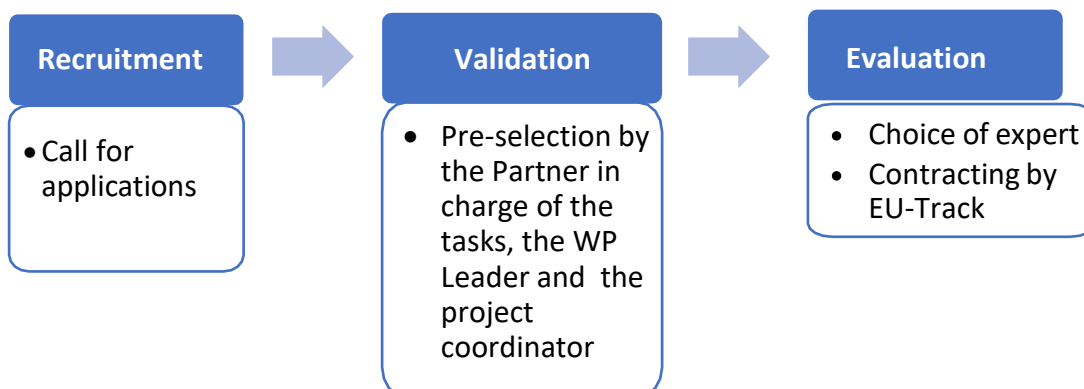 Recruitment
• Call for
applications
Validation
• Pre-selection by
the Partner in
charge of the
tasks, the WP
Leader and the
project
coordinator
Evaluation
• Choice of expert
• Contracting by
EU-Track